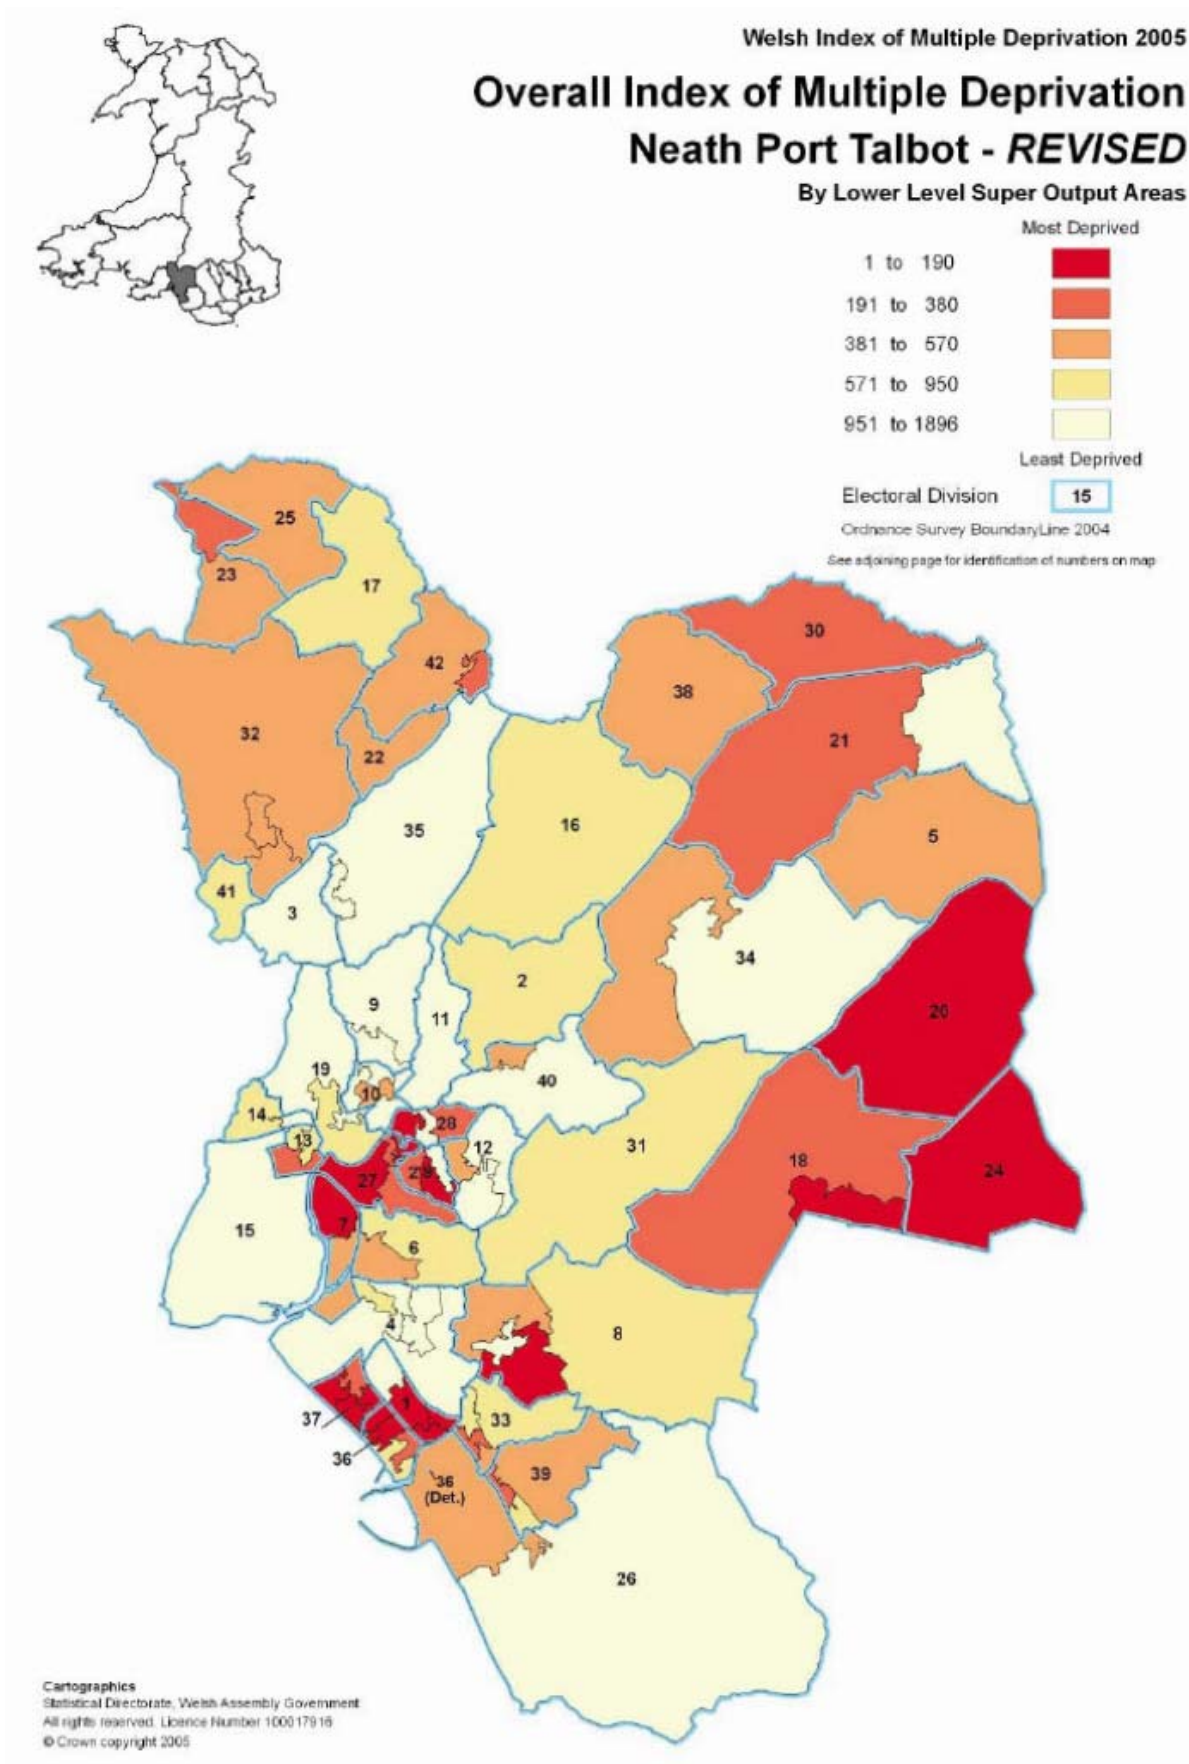 Welsh Index of Multiple Deprivation 2005
Overall Index of Multiple Deprivation
Neath Port Talbot - REVISED
By Lower Level Super Output Areas
Most Deprived
1 to 190
191 to 380
381 to 570
571 to 950
951 to 1896
Least Deprived
Electoral Division 15
Ordnance Survey BoundaryLine 2004
See adjoining page for identification of numbers on map
25
23
17
30
42
38
32
21
22
35
16
5
41
3
34
2
9
11
20
19
40
10
14
28
13
12
31
18
24
27
15
7
6
4
8
1
37
33
36
39
36
(Det.)
26
Cartographics
Statistical Directorate, Welsh Assembly Government
All rights reserved. Licence Number 100017916
© Crown copyright 2005